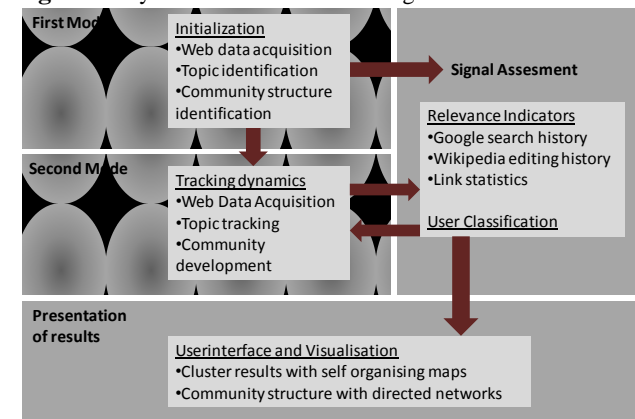 First Mod
Initialization
•Web data acquisition
•Topic identification
•Community structure
identification
Signal Assesment
Relevance Indicators
•Google search history
•Wikipedia editing history
•Link statistics
User Classification
Second Mode
Tracking dynamics
•Web Data Acquisition
•Topic tracking
•Community
development
Presentation
of results
Userinterface and Visualisation
•Cluster results with self organising maps
•Community structure with directed networks